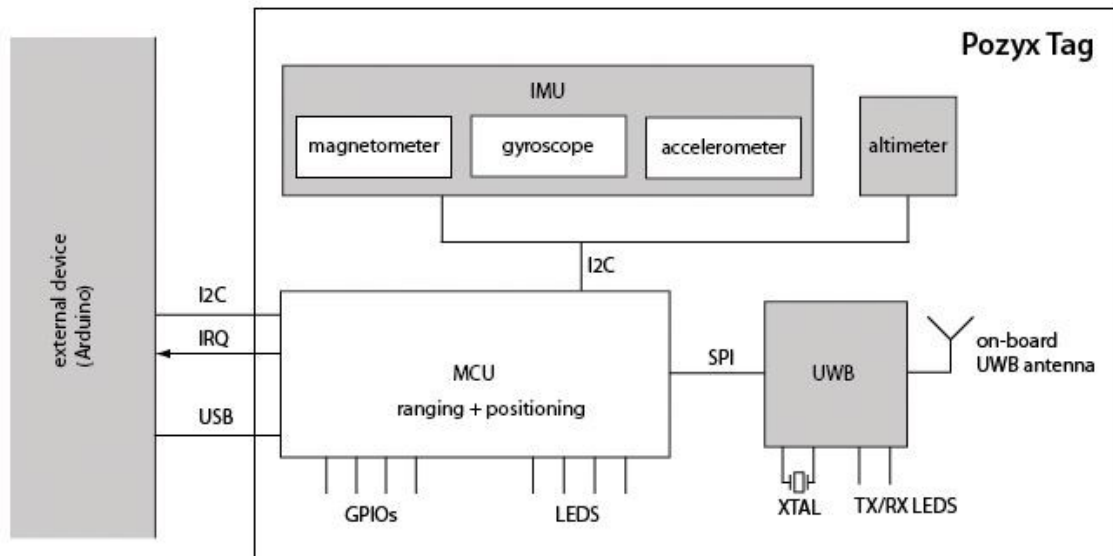 Pozyx Tag
IMU
magnetometer
gyroscope
accelerometer
altimeter
I2C
external device
(Arduino)
I2C
IRQ
USB
MCU
ranging + positioning
SPI
UWB
on-board
UWB antenna
GPIOs
LEDS
XTAL
TX/RX LEDS